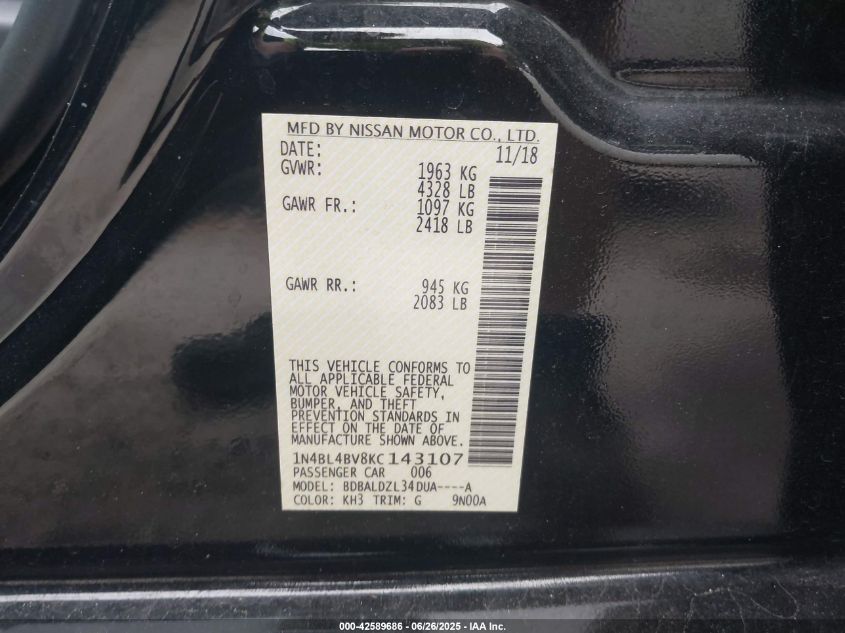 MFD BY NISSAN MOTOR CO., LTD.
DATE: 11/18
GVWR: 1963 KG
4328 LB
GAWR FR.: 1097 KG
2418 LB
GAWR RR.: 945 KG
2083 LB
THIS VEHICLE CONFORMS TO
ALL APPLICABLE FEDERAL
MOTOR VEHICLE SAFETY,
BUMPER, AND THEFT
PREVENTION STANDARDS IN
EFFECT ON THE DATE OF
MANUFACTURE SHOWN ABOVE.
1N4BL4BV8KC143107
PASSENGER CAR 006
MODEL: BDBALDZL34DUA----A
COLOR: KH3 TRIM: G 9N00A
000-42589686 - 06/26/2025 - IAA Inc.